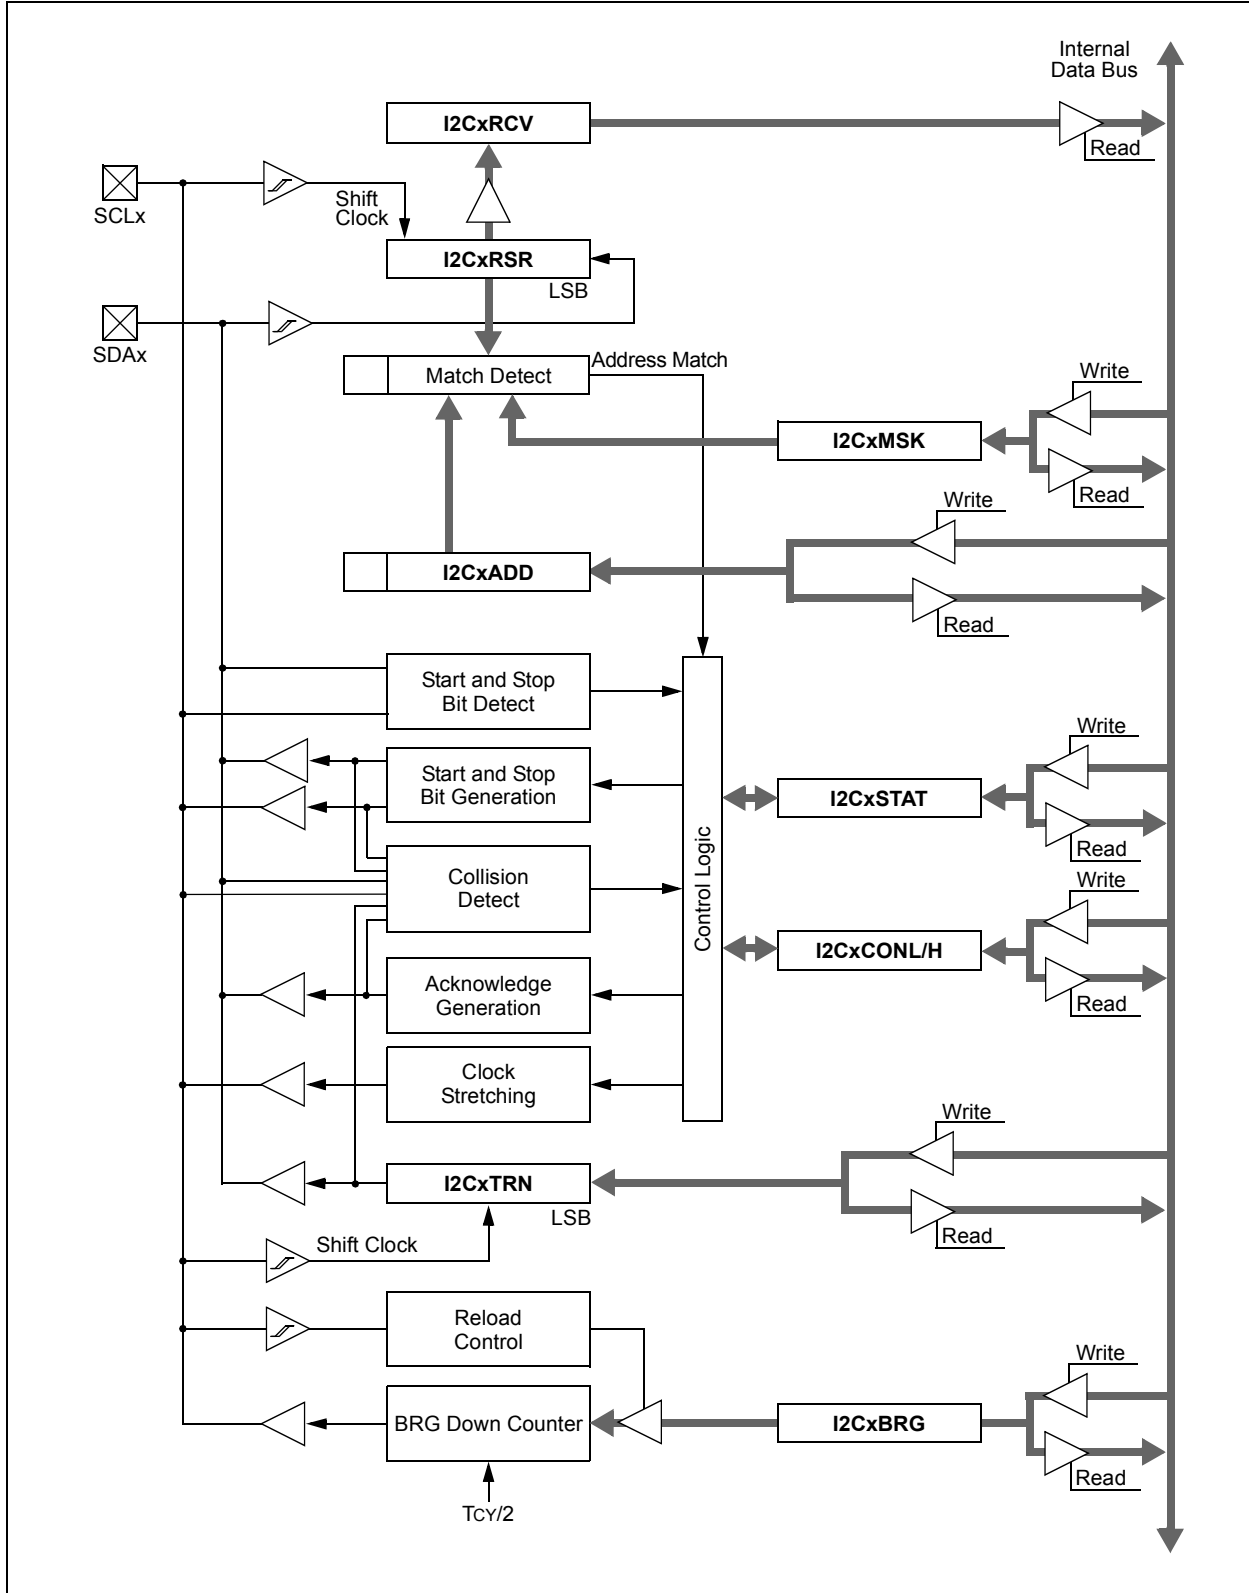 Internal
Data Bus
I2CxRCV
Read
SCLx
Shift
Clock
I2CxRSR
LSB
SDAx
Address Match
Match Detect
Write
I2CxMSK
Read
Write
I2CxADD
Read
Start and Stop
Bit Detect
Write
Start and Stop
Bit Generation
I2CxSTAT
Read
Control Logic
Collision
Detect
Write
I2CxCONL/H
Read
Acknowledge
Generation
Clock
Stretching
Write
I2CxTRN
LSB
Read
Shift Clock
Reload
Control
Write
BRG Down Counter
I2CxBRG
Read
TCY/2